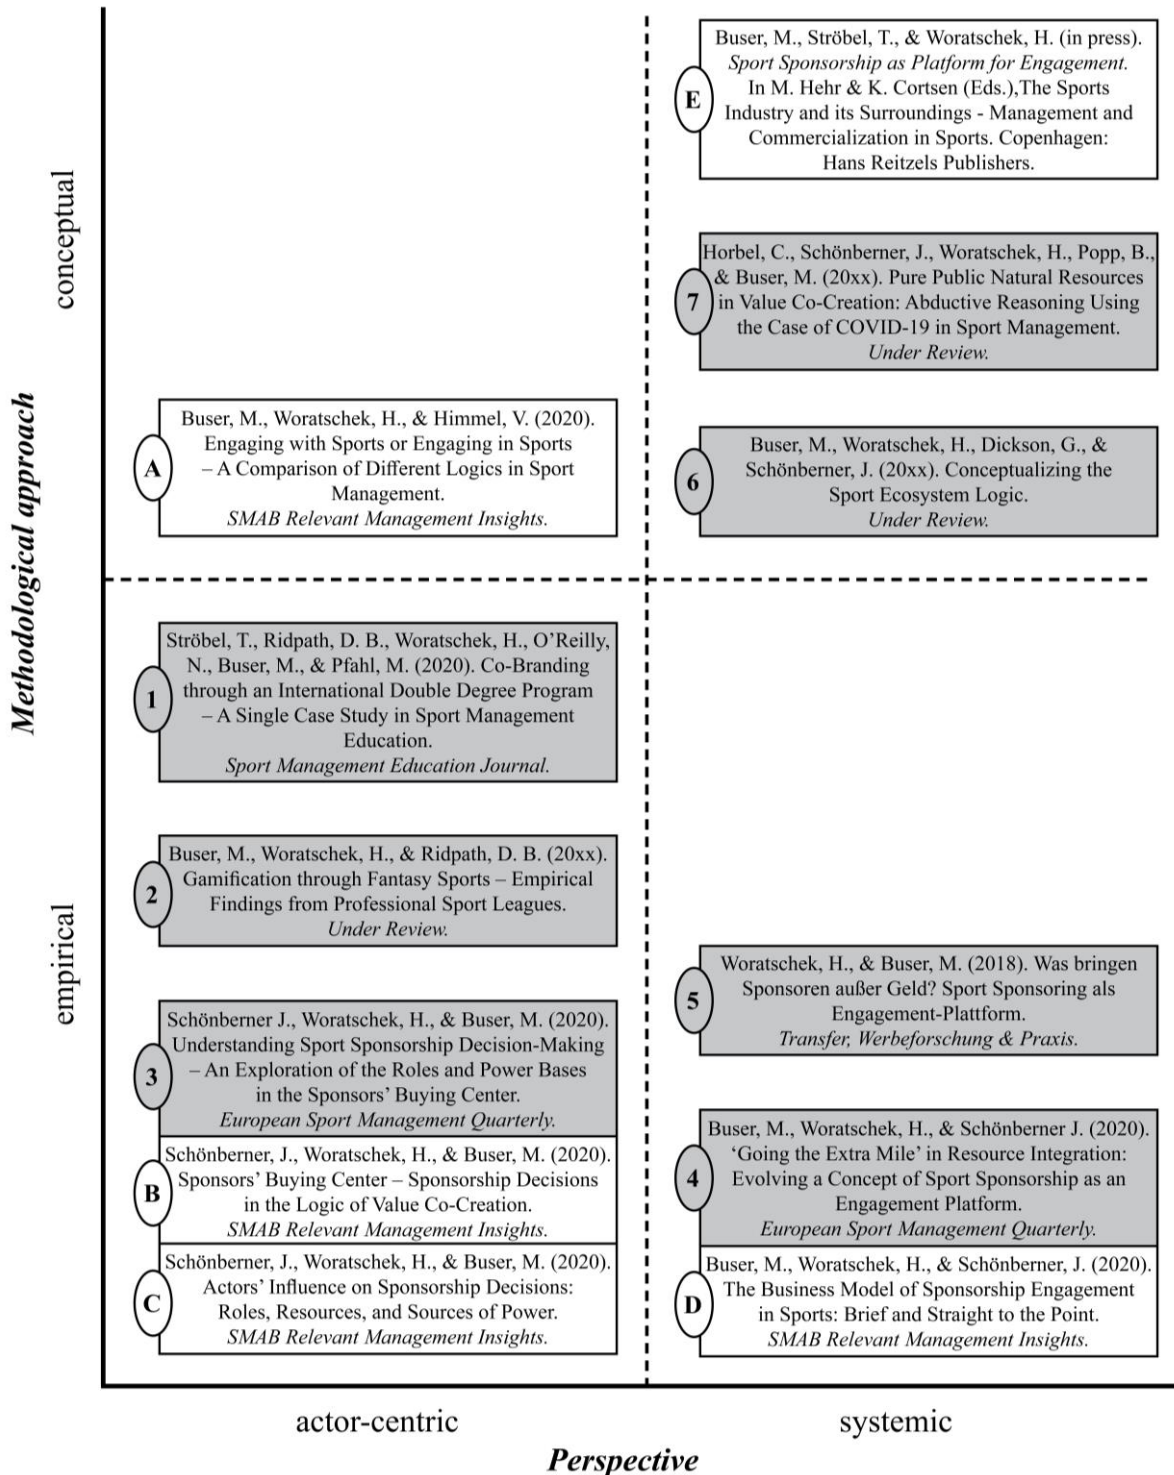 Methodological approach
conceptual
empirical
Buser, M., Ströbel, T., & Woratschek, H. (in press).
Sport Sponsorship as Platform for Engagement.
In M. Hehr & K. Cortsen (Eds.),The Sports
Industry and its Surroundings - Management and
Commercialization in Sports. Copenhagen:
Hans Reitzels Publishers.
E
Horbel, C., Schönberner, J., Woratschek, H., Popp, B.,
& Buser, M. (20xx). Pure Public Natural Resources
in Value Co-Creation: Abductive Reasoning Using
the Case of COVID-19 in Sport Management.
Under Review.
7
Buser, M., Woratschek, H., & Himmel, V. (2020).
Engaging with Sports or Engaging in Sports
– A Comparison of Different Logics in Sport
Management.
SMAB Relevant Management Insights.
A
Buser, M., Woratschek, H., Dickson, G., &
Schönberner, J. (20xx). Conceptualizing the
Sport Ecosystem Logic.
Under Review.
6
Ströbel, T., Ridpath, D. B., Woratschek, H., O’Reilly,
N., Buser, M., & Pfahl, M. (2020). Co-Branding
through an International Double Degree Program
– A Single Case Study in Sport Management
Education.
Sport Management Education Journal.
1
Buser, M., Woratschek, H., & Ridpath, D. B. (20xx).
Gamification through Fantasy Sports – Empirical
Findings from Professional Sport Leagues.
Under Review.
2
Schönberner J., Woratschek, H., & Buser, M. (2020).
Understanding Sport Sponsorship Decision-Making
– An Exploration of the Roles and Power Bases
in the Sponsors’ Buying Center.
European Sport Management Quarterly.
3
Schönberner, J., Woratschek, H., & Buser, M. (2020).
Sponsors’ Buying Center – Sponsorship Decisions
in the Logic of Value Co-Creation.
SMAB Relevant Management Insights.
B
Schönberner, J., Woratschek, H., & Buser, M. (2020).
Actors’ Influence on Sponsorship Decisions:
Roles, Resources, and Sources of Power.
SMAB Relevant Management Insights.
C
Woratschek, H., & Buser, M. (2018). Was bringen
Sponsoren außer Geld? Sport Sponsoring als
Engagement-Plattform.
Transfer, Werbeforschung & Praxis.
5
Buser, M., Woratschek, H., & Schönberner J. (2020).
‘Going the Extra Mile’ in Resource Integration:
Evolving a Concept of Sport Sponsorship as an
Engagement Platform.
European Sport Management Quarterly.
4
Buser, M., Woratschek, H., & Schönberner, J. (2020).
The Business Model of Sponsorship Engagement
in Sports: Brief and Straight to the Point.
SMAB Relevant Management Insights.
D
actor-centric
systemic
Perspective